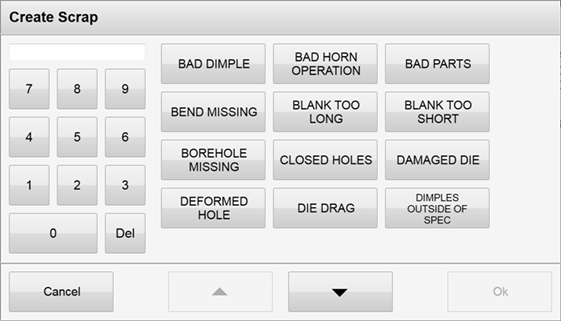 Create Scrap
7 8 9
4 5 6
1 2 3
0 Del
BAD DIMPLE
BAD HORN
OPERATION
BAD PARTS
BEND MISSING
BLANK TOO
LONG
BLANK TOO
SHORT
BOREHOLE
MISSING
CLOSED HOLES
DAMAGED DIE
DEFORMED
HOLE
DIE DRAG
DIMPLES
OUTSIDE OF
SPEC
Cancel
Ok